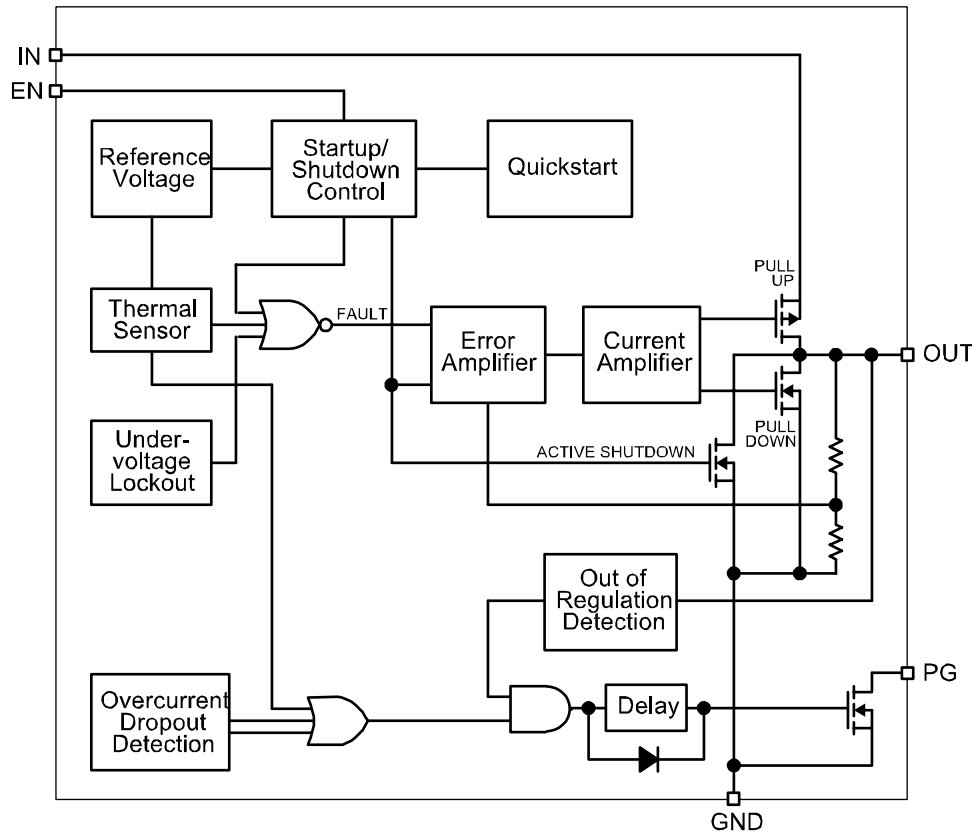 IN
EN
Reference
Voltage
Startup/
Shutdown
Control
Quickstart
PULL
UP
Thermal
Sensor
FAULT
Error
Amplifier
Current
Amplifier
OUT
PULL
DOWN
Under-
voltage
Lockout
ACTIVE SHUTDOWN
Out of
Regulation
Detection
PG
Overcurrent
Dropout
Detection
Delay
GND